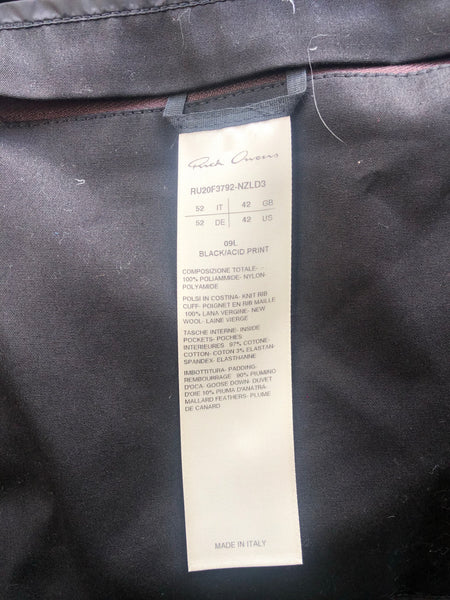 Rick Owens
RU20F3792-NZLD3
52 IT 42 GB
52 DE 42 US
09L
BLACK/ACID PRINT
COMPOSIZIONE TOTALE-
100% POLIAMMIDE- NYLON-
POLYAMIDE
POLSI IN COSTINA- KNIT RIB
CUFF- POIGNET EN RIB MAILLE
100% LANA VERGINE- NEW
WOOL- LAINE VIERGE
TASCHE INTERNE- INSIDE
POCKETS- POCHES
INTERIEURES 97% COTONE-
COTTON- COTON 3% ELASTAN-
SPANDEX- ELASTHANNE
IMBOTTITURA- PADDING-
REMBOURRAGE 90% PIUMINO
D'OCA- GOOSE DOWN- DUVET
D'OIE 10% PIUMA D'ANATRA-
MALLARD FEATHERS- PLUME
DE CANARD
MADE IN ITALY